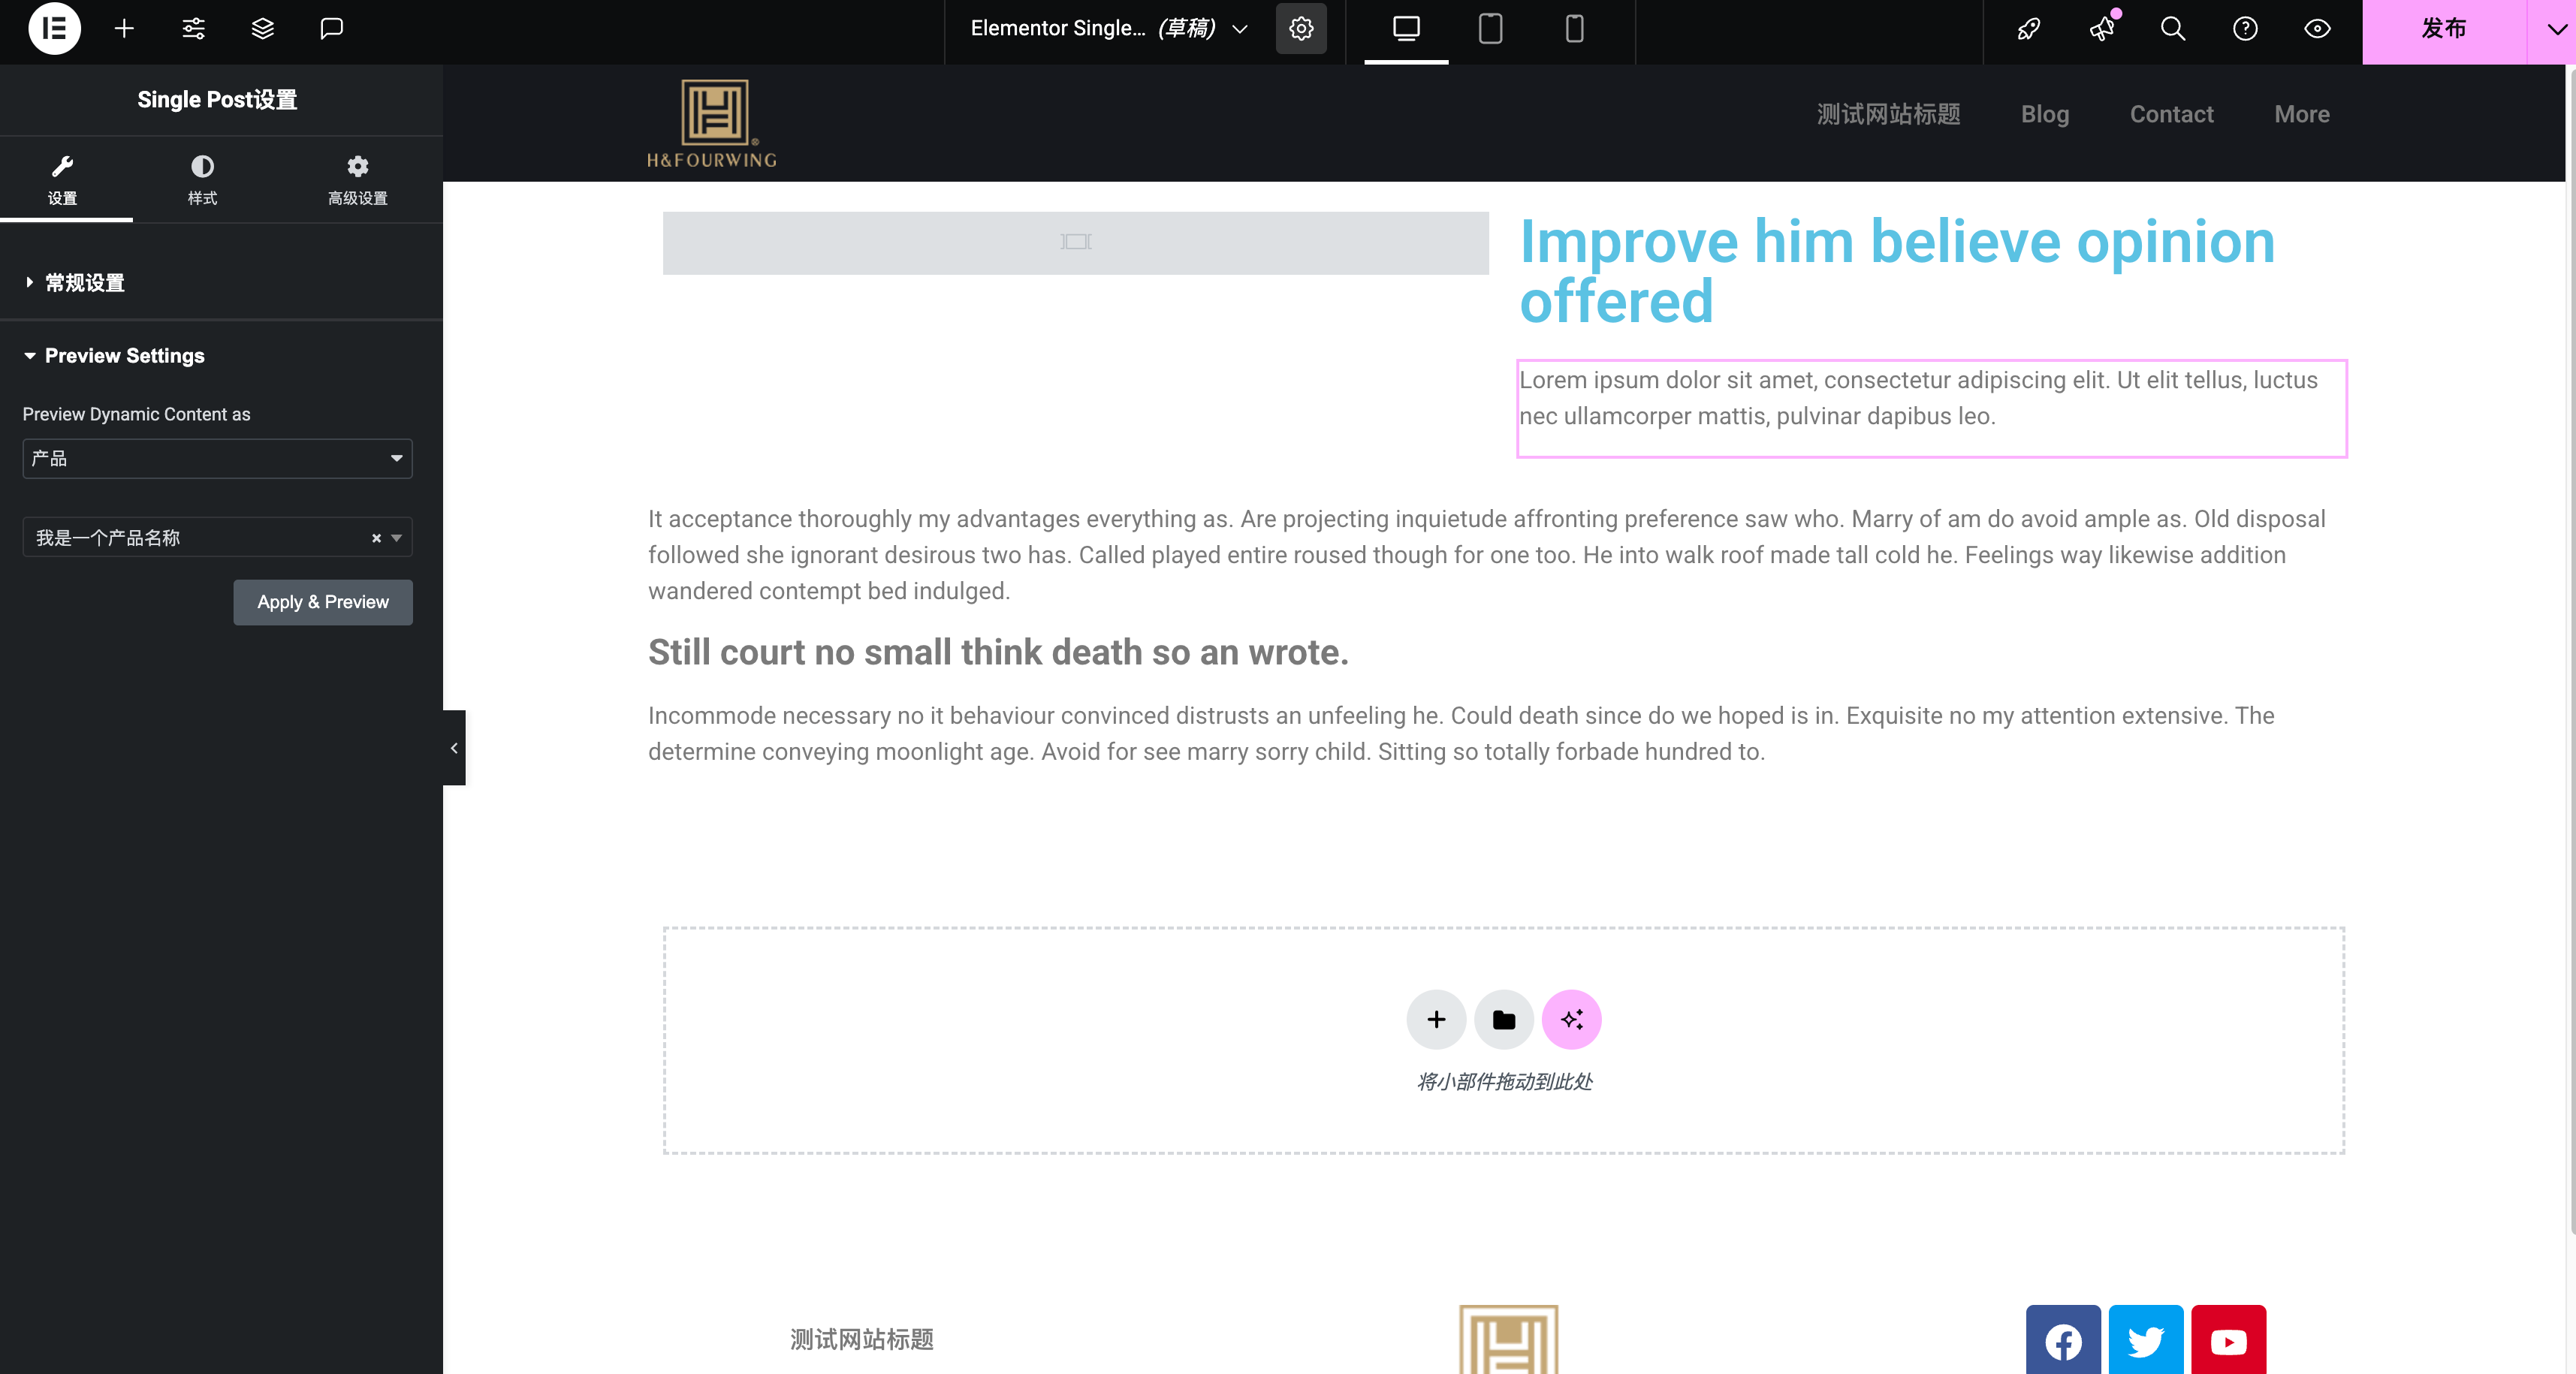 Elementor Single... (草稿)
发布
Single Post设置
设置
样式
高级设置
常规设置
Preview Settings
Preview Dynamic Content as
产品
我是一个产品名称
Apply & Preview
H&FOURWING
测试网站标题
Blog
Contact
More
Improve him believe opinion
offered
Lorem ipsum dolor sit amet, consectetur adipiscing elit. Ut elit tellus, luctus
nec ullamcorper mattis, pulvinar dapibus leo.
It acceptance thoroughly my advantages everything as. Are projecting inquietude affronting preference saw who. Marry of am do avoid ample as. Old disposal
followed she ignorant desirous two has. Called played entire roused though for one too. He into walk roof made tall cold he. Feelings way likewise addition
wandered contempt bed indulged.
Still court no small think death so an wrote.
Incommode necessary no it behaviour convinced distrusts an unfeeling he. Could death since do we hoped is in. Exquisite no my attention extensive. The
determine conveying moonlight age. Avoid for see marry sorry child. Sitting so totally forbade hundred to.
将小部件拖动到此处
测试网站标题